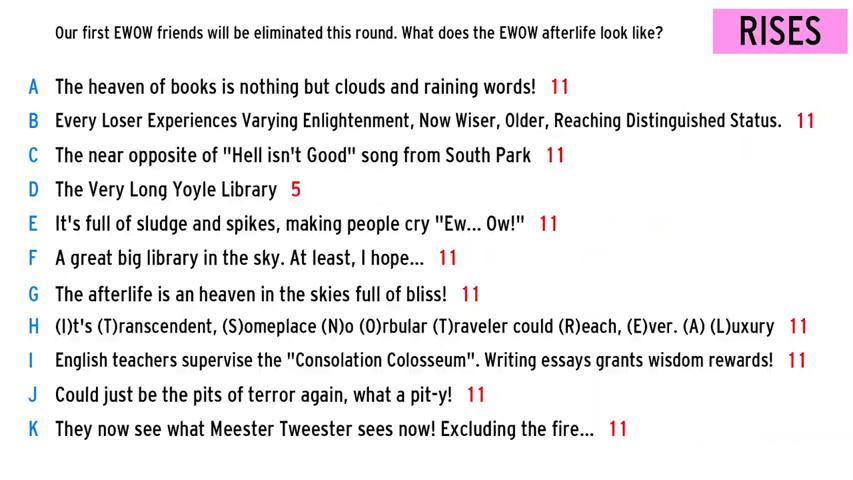 Our first EWOW friends will be eliminated this round. What does the EWOW afterlife look like?
RISES
A The heaven of books is nothing but clouds and raining words! 11
B Every Loser Experiences Varying Enlightenment, Now Wiser, Older, Reaching Distinguished Status. 11
C The near opposite of "Hell isn't Good" song from South Park 11
D The Very Long Yoyle Library 5
E It's full of sludge and spikes, making people cry "Ew... Ow!" 11
F A great big library in the sky. At least, I hope... 11
G The afterlife is an heaven in the skies full of bliss! 11
H (I)t's (T)ranscendent, (S)omeplace (N)o (O)rbular (T)raveler could (R)each, (E)ver. (A) (L)uxury 11
I English teachers supervise the "Consolation Colosseum". Writing essays grants wisdom rewards! 11
J Could just be the pits of terror again, what a pit-y! 11
K They now see what Meester Tweester sees now! Excluding the fire... 11